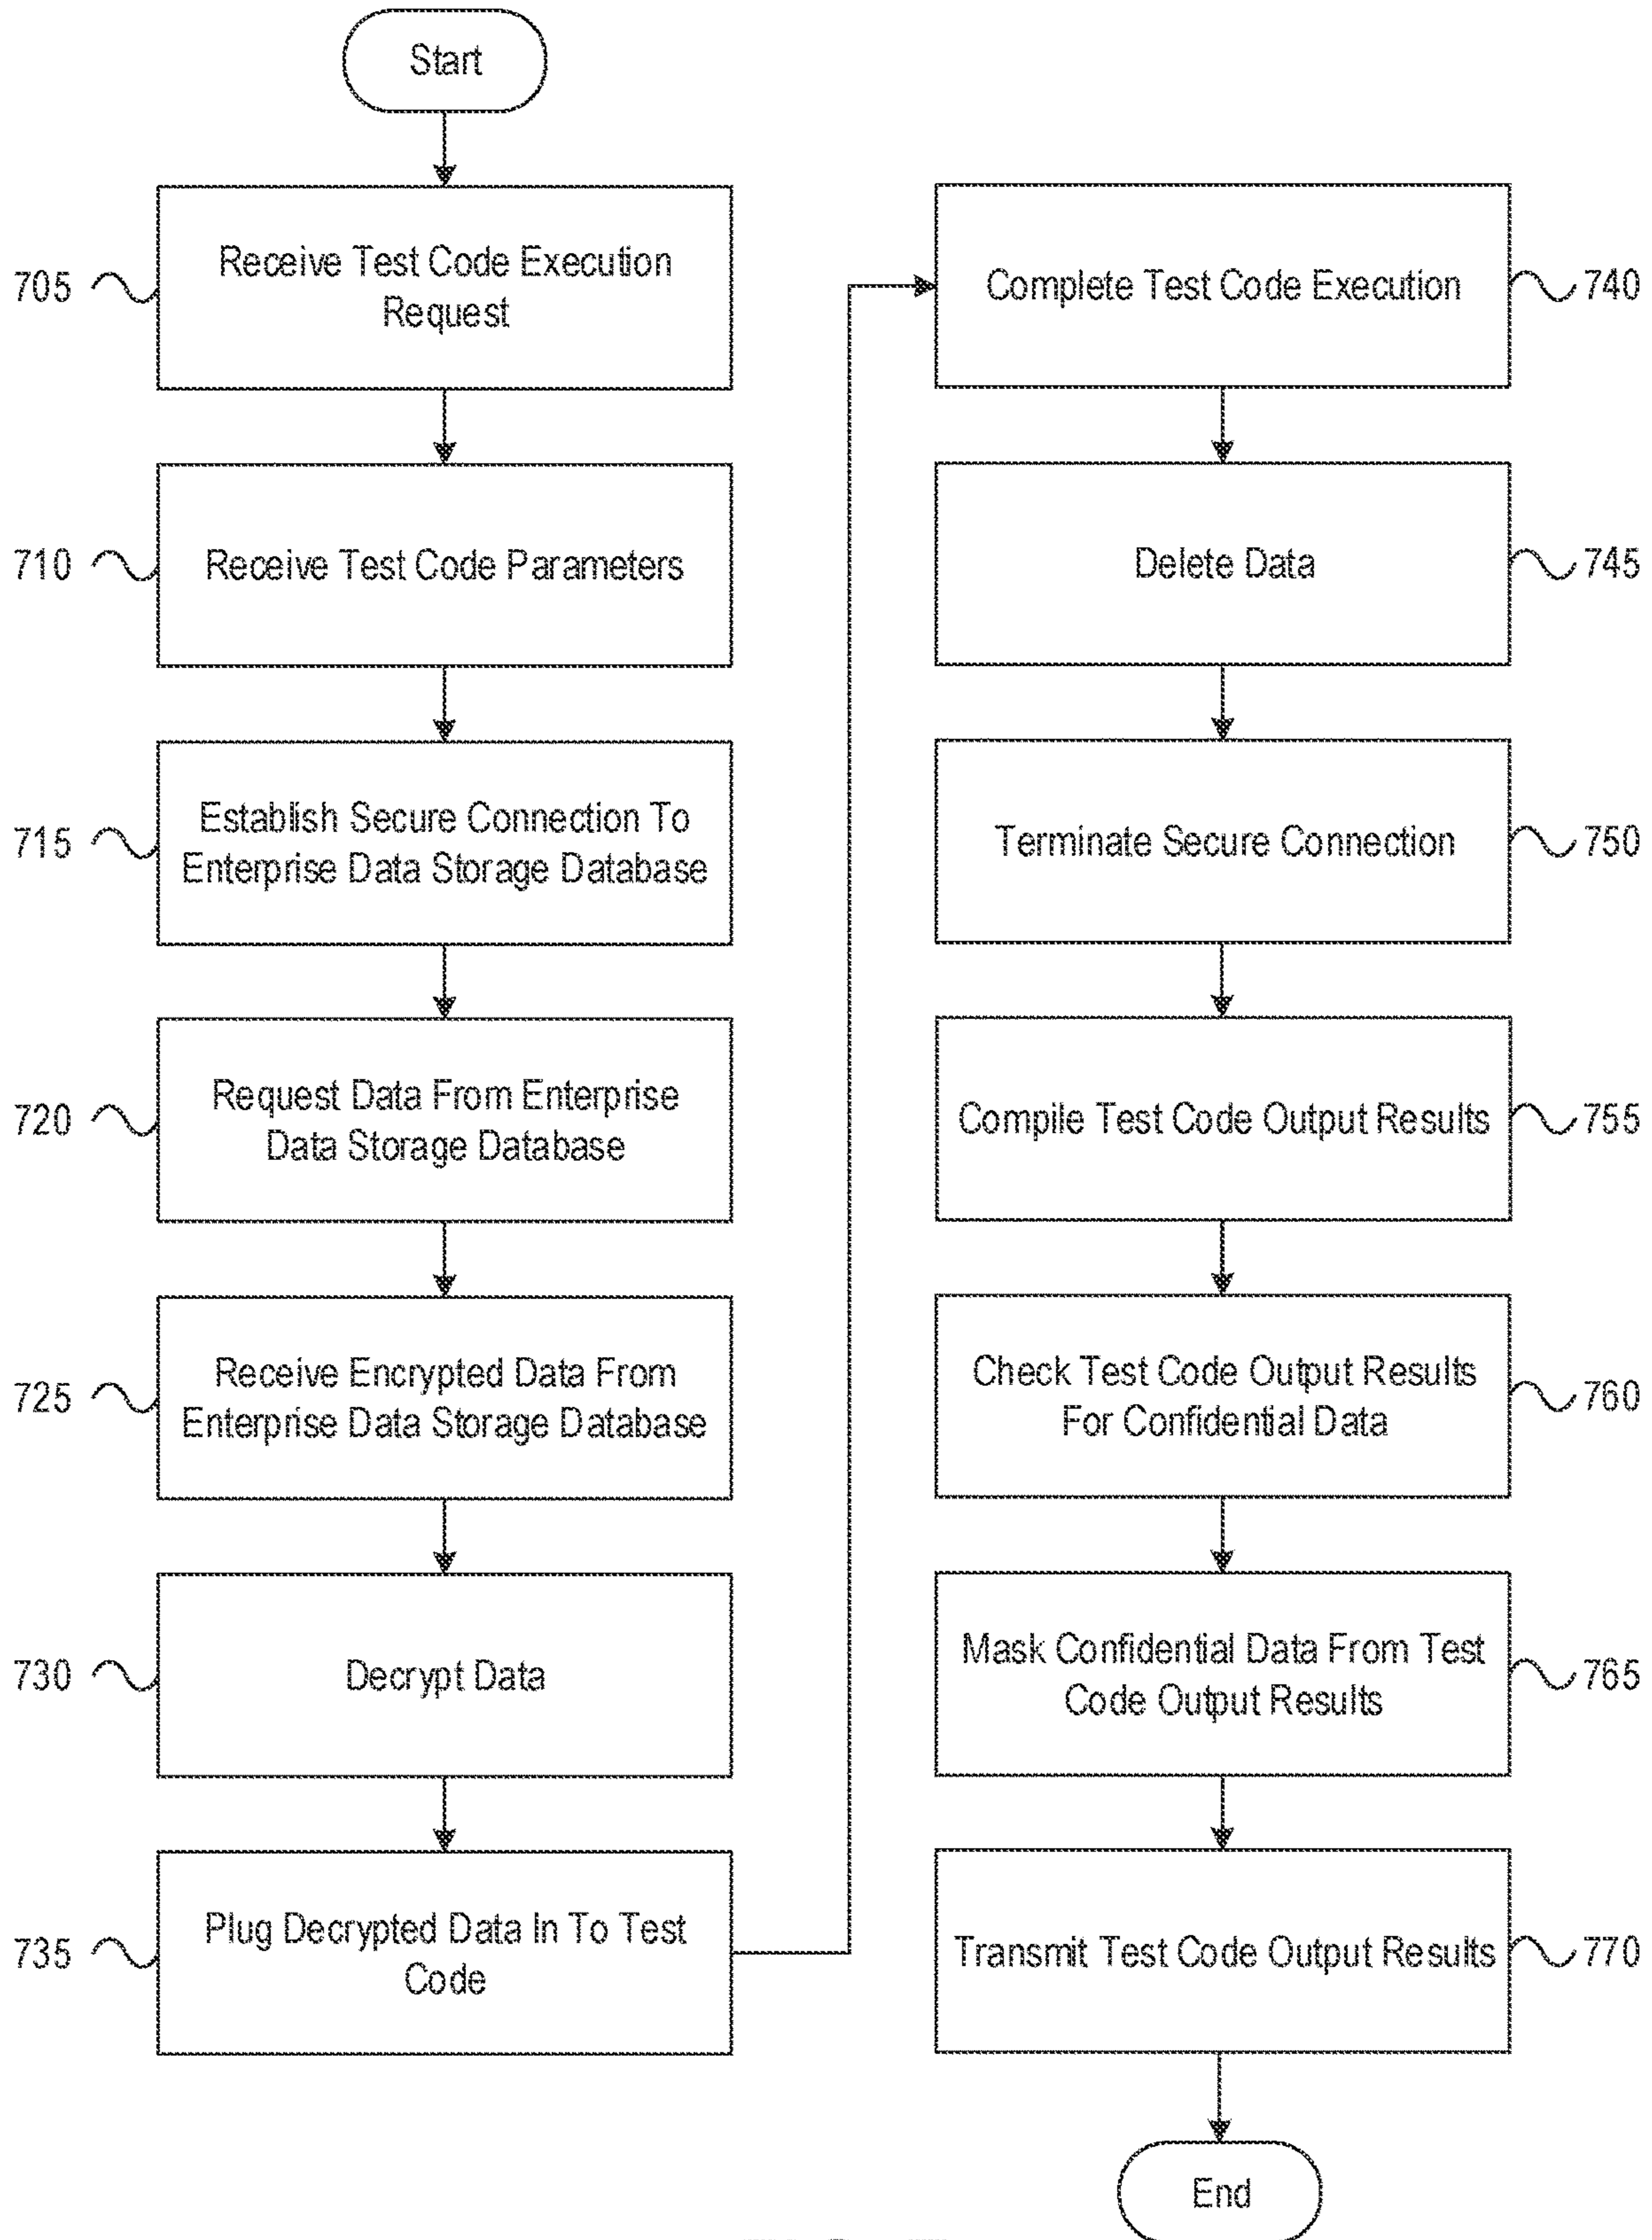 Start
705
Receive Test Code Execution
Request
710
Receive Test Code Parameters
715
Establish Secure Connection To
Enterprise Data Storage Database
720
Request Data From Enterprise
Data Storage Database
725
Receive Encrypted Data From
Enterprise Data Storage Database
730
Decrypt Data
735
Plug Decrypted Data In To Test
Code
Complete Test Code Execution
740
Delete Data
745
Terminate Secure Connection
750
Compile Test Code Output Results
755
Check Test Code Output Results
For Confidential Data
760
Mask Confidential Data From Test
Code Output Results
765
Transmit Test Code Output Results
770
End